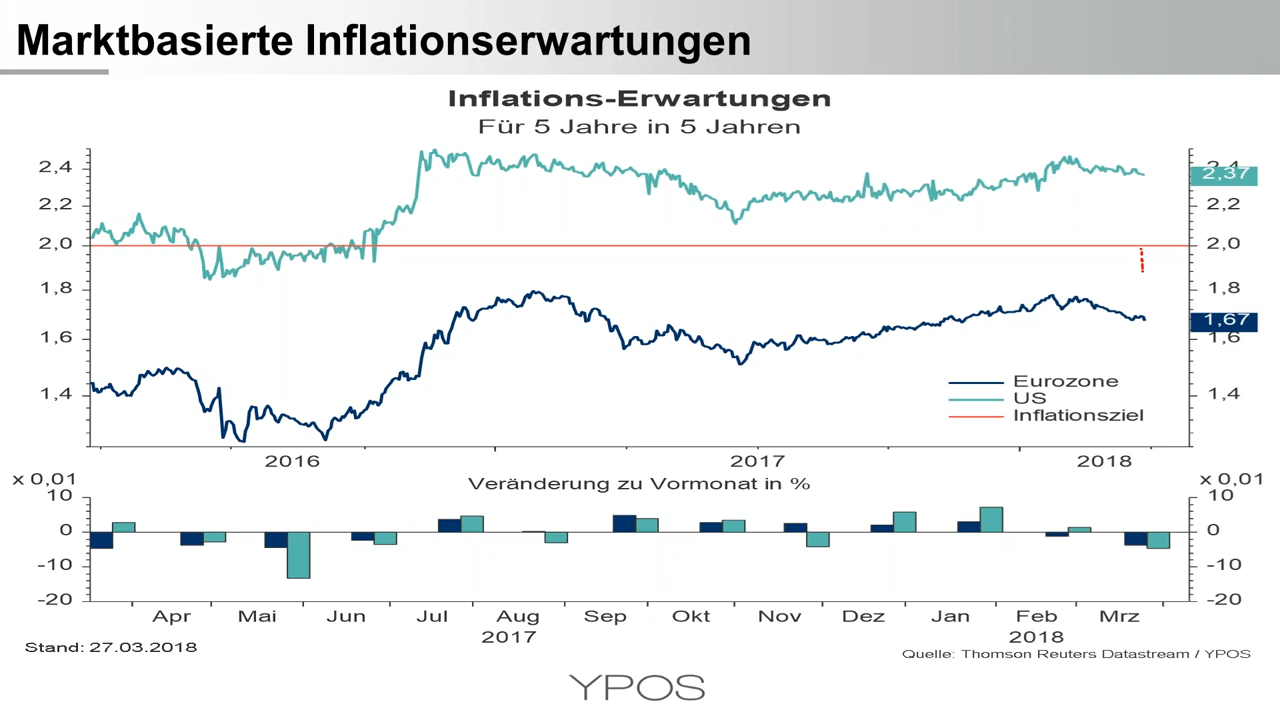 Marktbasierte Inflationserwartungen
Inflations-Erwartungen
Für 5 Jahre in 5 Jahren
2,4 2,4
2,37
2,2 2,2
2,0 2,0
1,8 1,8
1,67
1,6 1,6
1,4 1,4
Eurozone
US
Inflationsziel
2016 2017 2018
x 0,01 x 0,01
Veränderung zu Vormonat in %
10 10
0 0
-10 -10
-20 -20
Apr Mai Jun Jul Aug Sep Okt Nov Dez Jan Feb Mrz
2017 2018
Stand: 27.03.2018
Quelle: Thomson Reuters Datastream / YPOS
YPOS